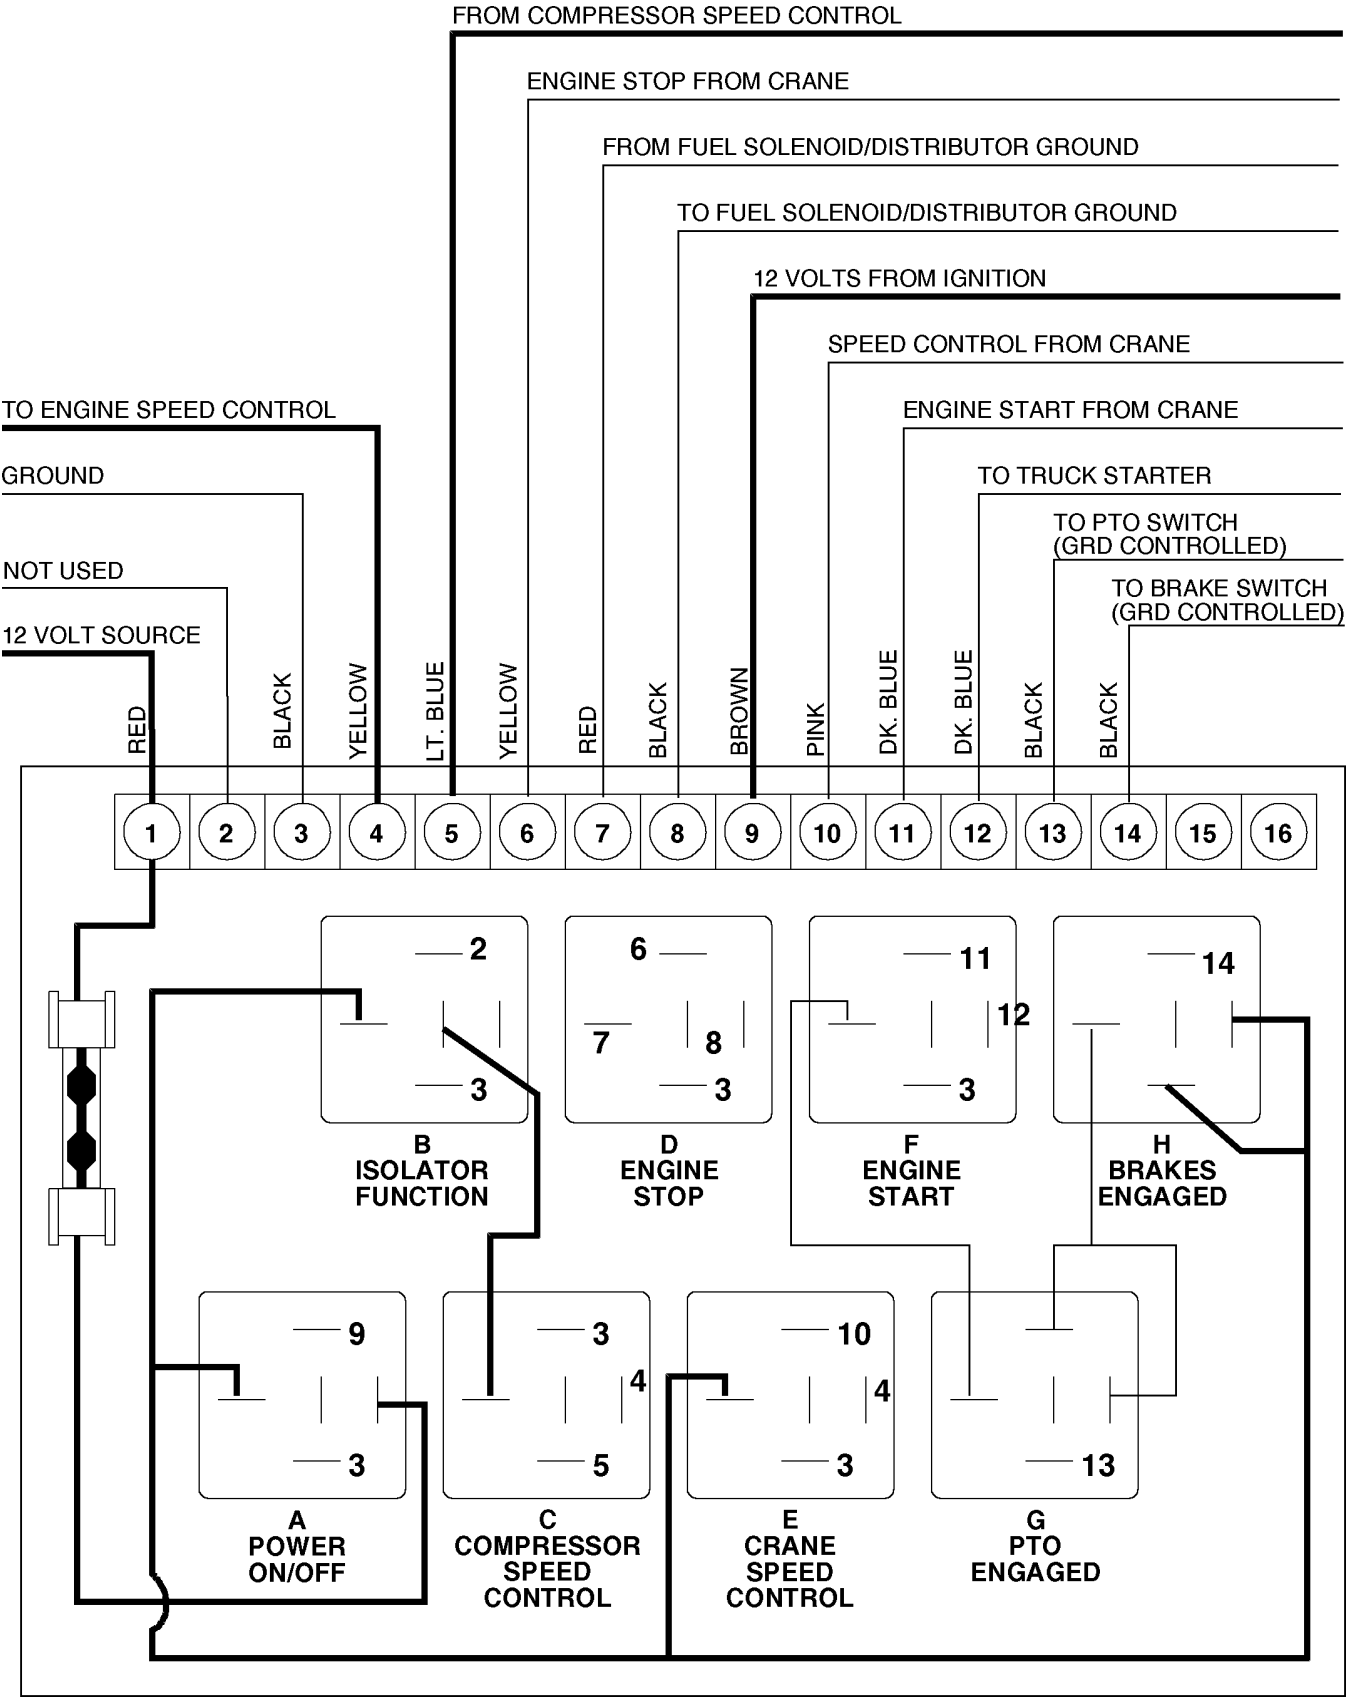 FROM COMPRESSOR SPEED CONTROL
ENGINE STOP FROM CRANE
FROM FUEL SOLENOID/DISTRIBUTOR GROUND
TO FUEL SOLENOID/DISTRIBUTOR GROUND
12 VOLTS FROM IGNITION
SPEED CONTROL FROM CRANE
TO ENGINE SPEED CONTROL
ENGINE START FROM CRANE
GROUND
TO TRUCK STARTER
TO PTO SWITCH
(GRD CONTROLLED)
NOT USED
TO BRAKE SWITCH
(GRD CONTROLLED)
12 VOLT SOURCE
RED
BLACK
YELLOW
LT. BLUE
YELLOW
RED
BLACK
BROWN
PINK
DK. BLUE
DK. BLUE
BLACK
BLACK
1 2 3 4 5 6 7 8 9 10 11 12 13 14 15 16
2
3
B
ISOLATOR
FUNCTION
6
7
8
3
D
ENGINE
STOP
11
12
3
F
ENGINE
START
14
H
BRAKES
ENGAGED
9
3
A
POWER
ON/OFF
3
4
5
C
COMPRESSOR
SPEED
CONTROL
10
4
3
E
CRANE
SPEED
CONTROL
13
G
PTO
ENGAGED